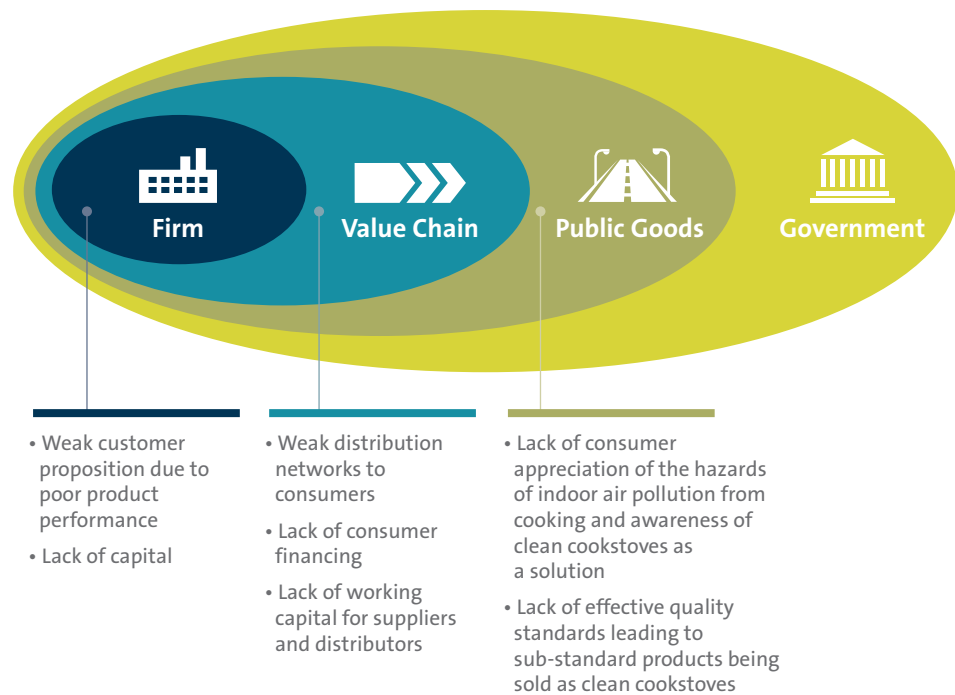 Firm
Value Chain
Public Goods
Government
• Weak customer
proposition due to
poor product
performance
• Lack of capital
• Weak distribution
networks to
consumers
• Lack of consumer
financing
• Lack of working
capital for suppliers
and distributors
• Lack of consumer
appreciation of the hazards
of indoor air pollution from
cooking and awareness of
clean cookstoves as
a solution
• Lack of effective quality
standards leading to
sub-standard products being
sold as clean cookstoves